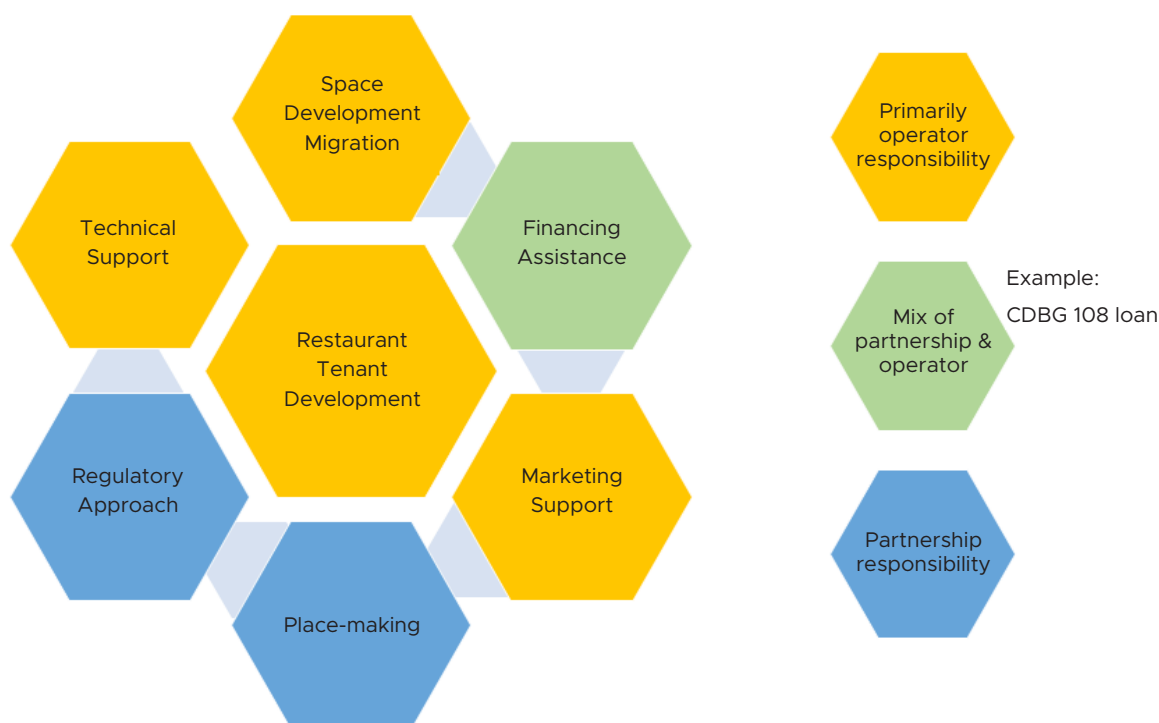 Space
Development
Migration
Technical
Support
Financing
Assistance
Restaurant
Tenant
Development
Regulatory
Approach
Marketing
Support
Place-making
Primarily
operator
responsibility
Mix of
partnership &
operator
Example:
CDBG 108 loan
Partnership
responsibility